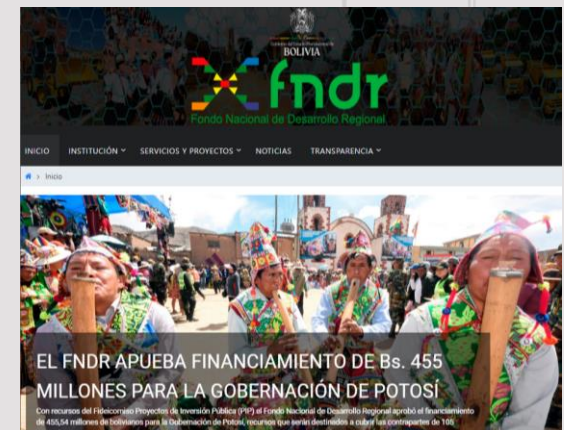 BOLIVIA
fndr
Fondo Nacional de Desarrollo Regional
INICIO INSTITUCIÓN SERVICIOS Y PROYECTOS NOTICIAS TRANSPARENCIA
> Inicio
EL FNDR APUEBA FINANCIAMIENTO DE Bs. 455
MILLONES PARA LA GOBERNACIÓN DE POTOSÍ
Con recursos del Fideicomiso Proyectos de Inversión Pública (PIP) el Fondo Nacional de Desarrollo Regional aprobó el financiamiento
de 455,54 millones de bolivianos para la Gobernación de Potosí, recursos que serán destinados a cubrir las contrapartes de 105